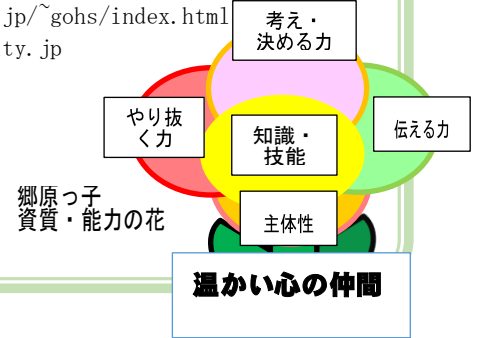 jp/~gohs/index.html
ty.jp
考え・
決める力
やり抜
く力
知識・
技能
伝える力
郷原っ子
資質・能力の花
主体性
温かい心の仲間